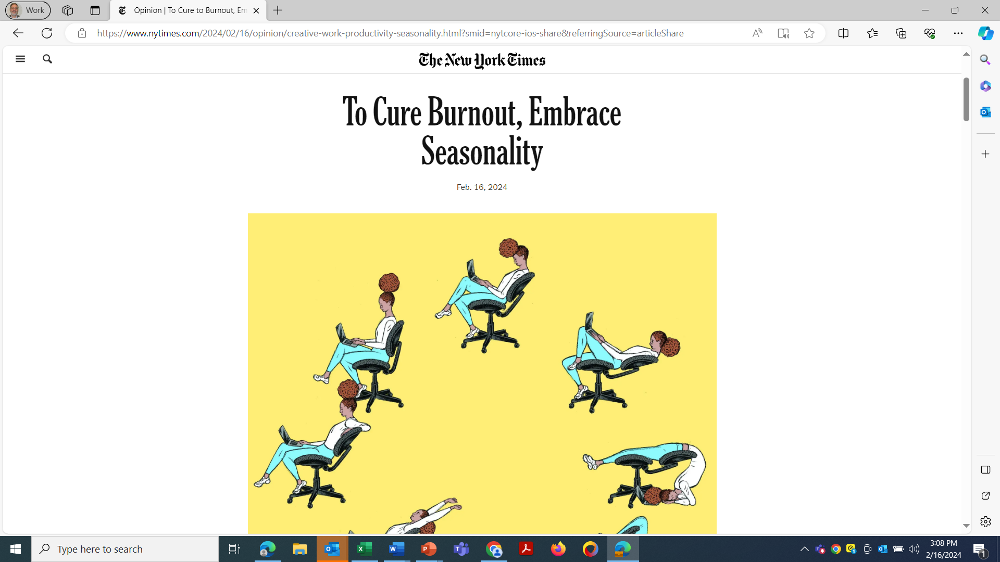 Work
Opinion | To Cure to Burnout, Em
https://www.nytimes.com/2024/02/16/opinion/creative-work-productivity-seasonality.html?smid=nytcore-ios-share&referringSource=articleShare
The New York Times
To Cure Burnout, Embrace
Seasonality
Feb. 16, 2024
Type here to search
3:08 PM
2/16/2024
1